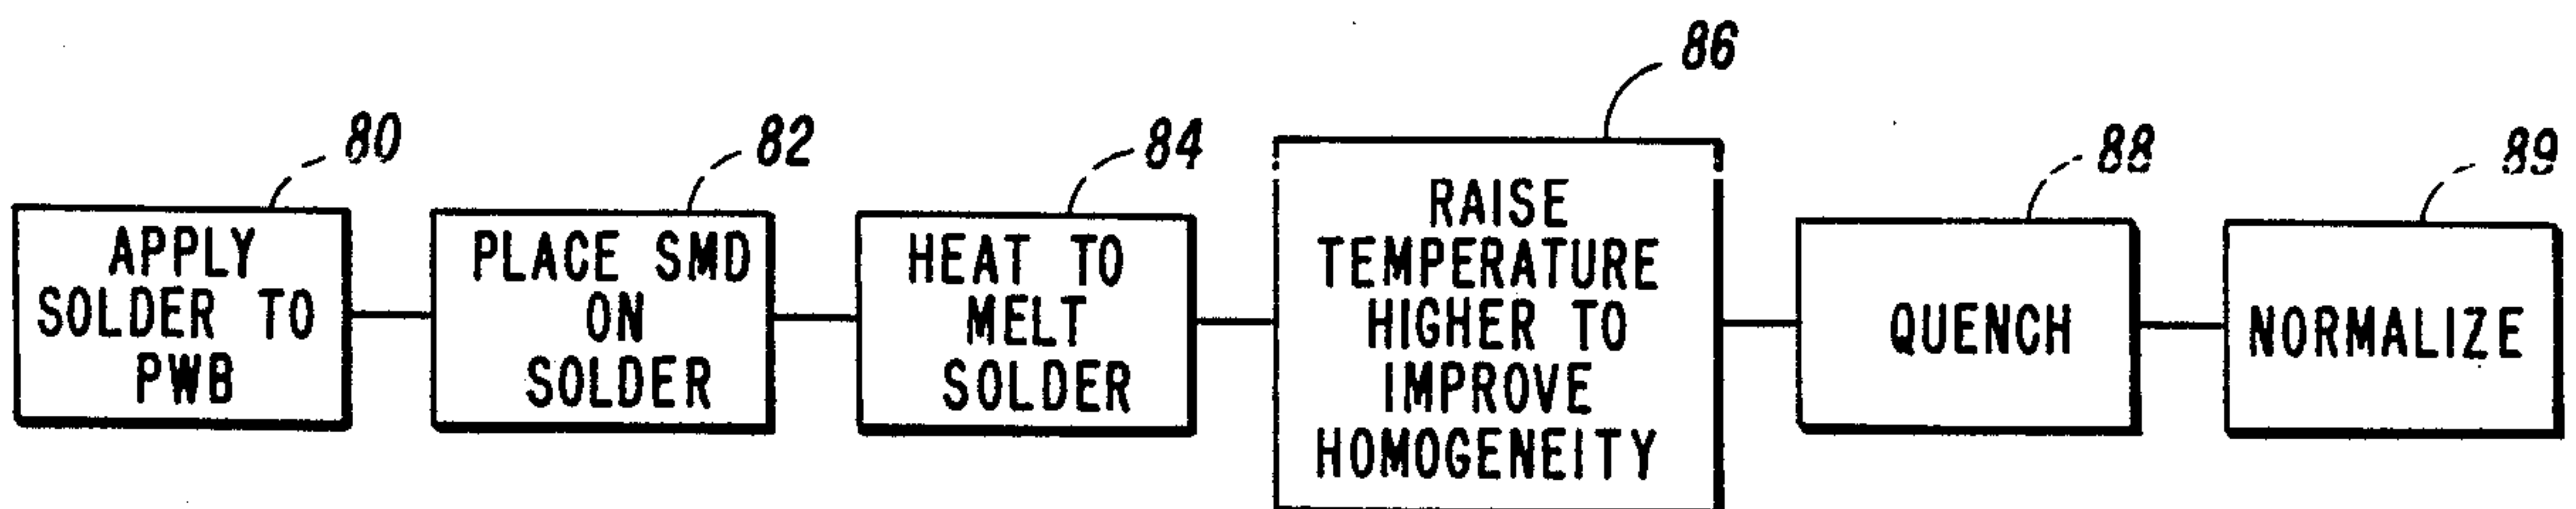 80
APPLY
SOLDER TO
PWB
82
PLACE SMD
ON
SOLDER
84
HEAT TO
MELT
SOLDER
86
RAISE
TEMPERATURE
HIGHER TO
IMPROVE
HOMOGENEITY
88
QUENCH
89
NORMALIZE